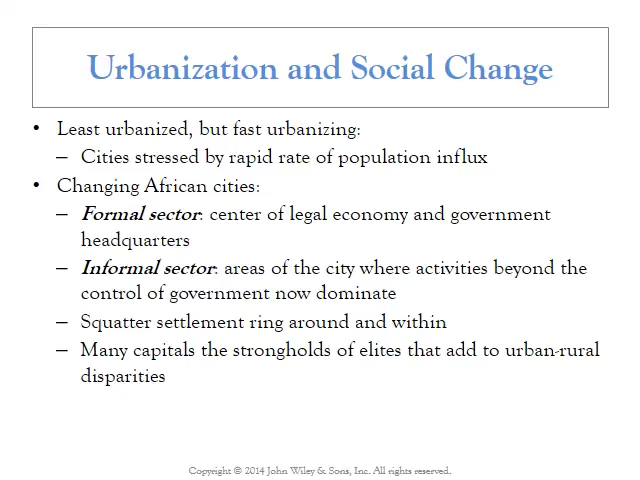 Urbanization and Social Change
• Least urbanized, but fast urbanizing:
– Cities stressed by rapid rate of population influx
• Changing African cities:
– Formal sector: center of legal economy and government
headquarters
– Informal sector: areas of the city where activities beyond the
control of government now dominate
– Squatter settlement ring around and within
– Many capitals the strongholds of elites that add to urban-rural
disparities
Copyright © 2014 John Wiley & Sons, Inc. All rights reserved.